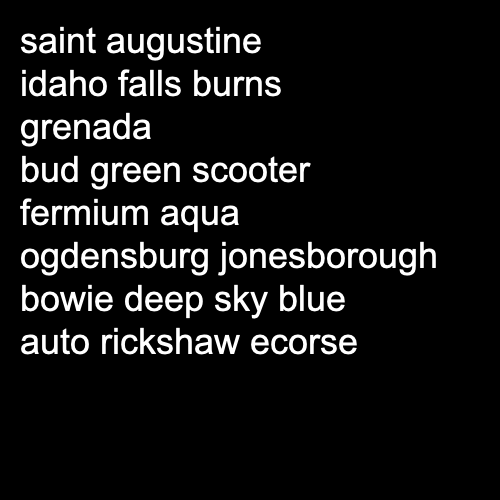 saint augustine
idaho falls burns
grenada
bud green scooter
fermium aqua
ogdensburg jonesborough
bowie deep sky blue
auto rickshaw ecorse